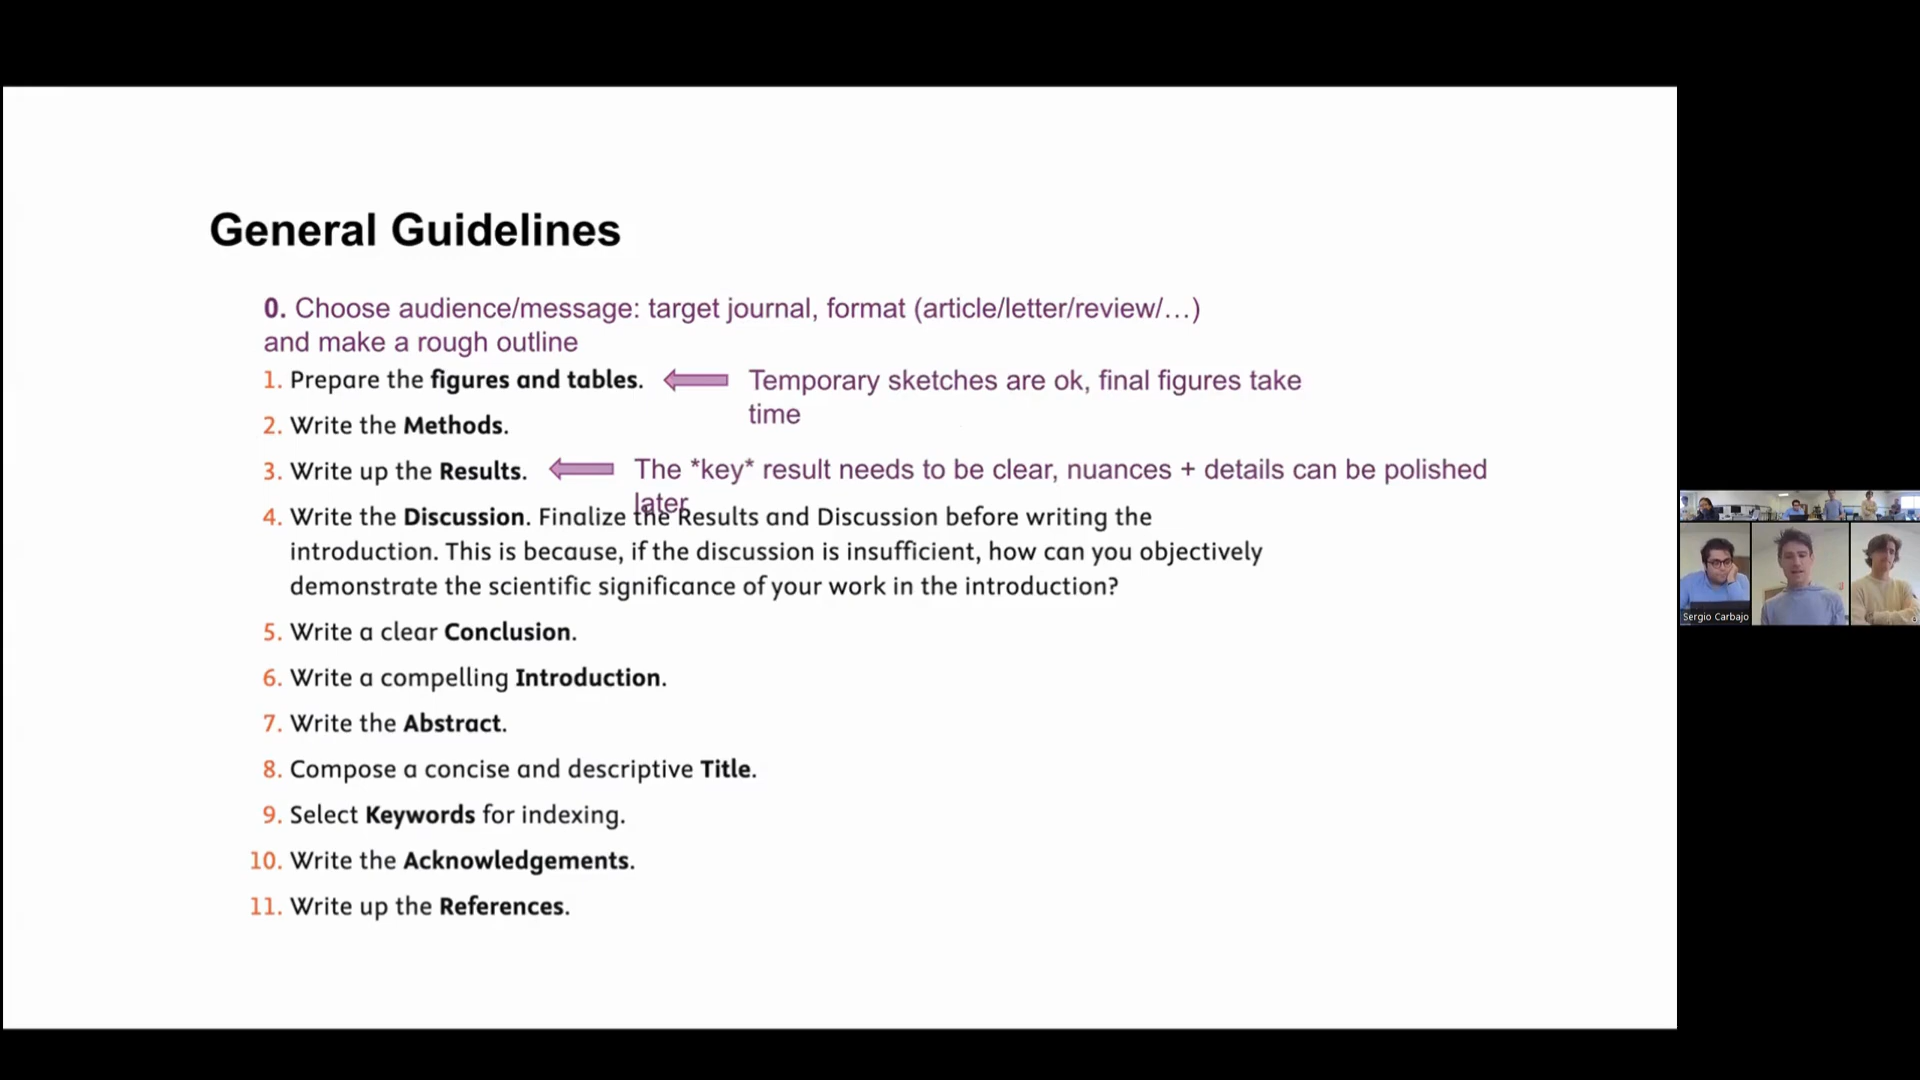 General Guidelines
0. Choose audience/message: target journal, format (article/letter/review/…)
and make a rough outline
1. Prepare the figures and tables.
Temporary sketches are ok, final figures take
time
2. Write the Methods.
3. Write up the Results.
The *key* result needs to be clear, nuances + details can be polished
later
4. Write the Discussion. Finalize the Results and Discussion before writing the
introduction. This is because, if the discussion is insufficient, how can you objectively
demonstrate the scientific significance of your work in the introduction?
5. Write a clear Conclusion.
6. Write a compelling Introduction.
7. Write the Abstract.
8. Compose a concise and descriptive Title.
9. Select Keywords for indexing.
10. Write the Acknowledgements.
11. Write up the References.
Sergio Carbajo